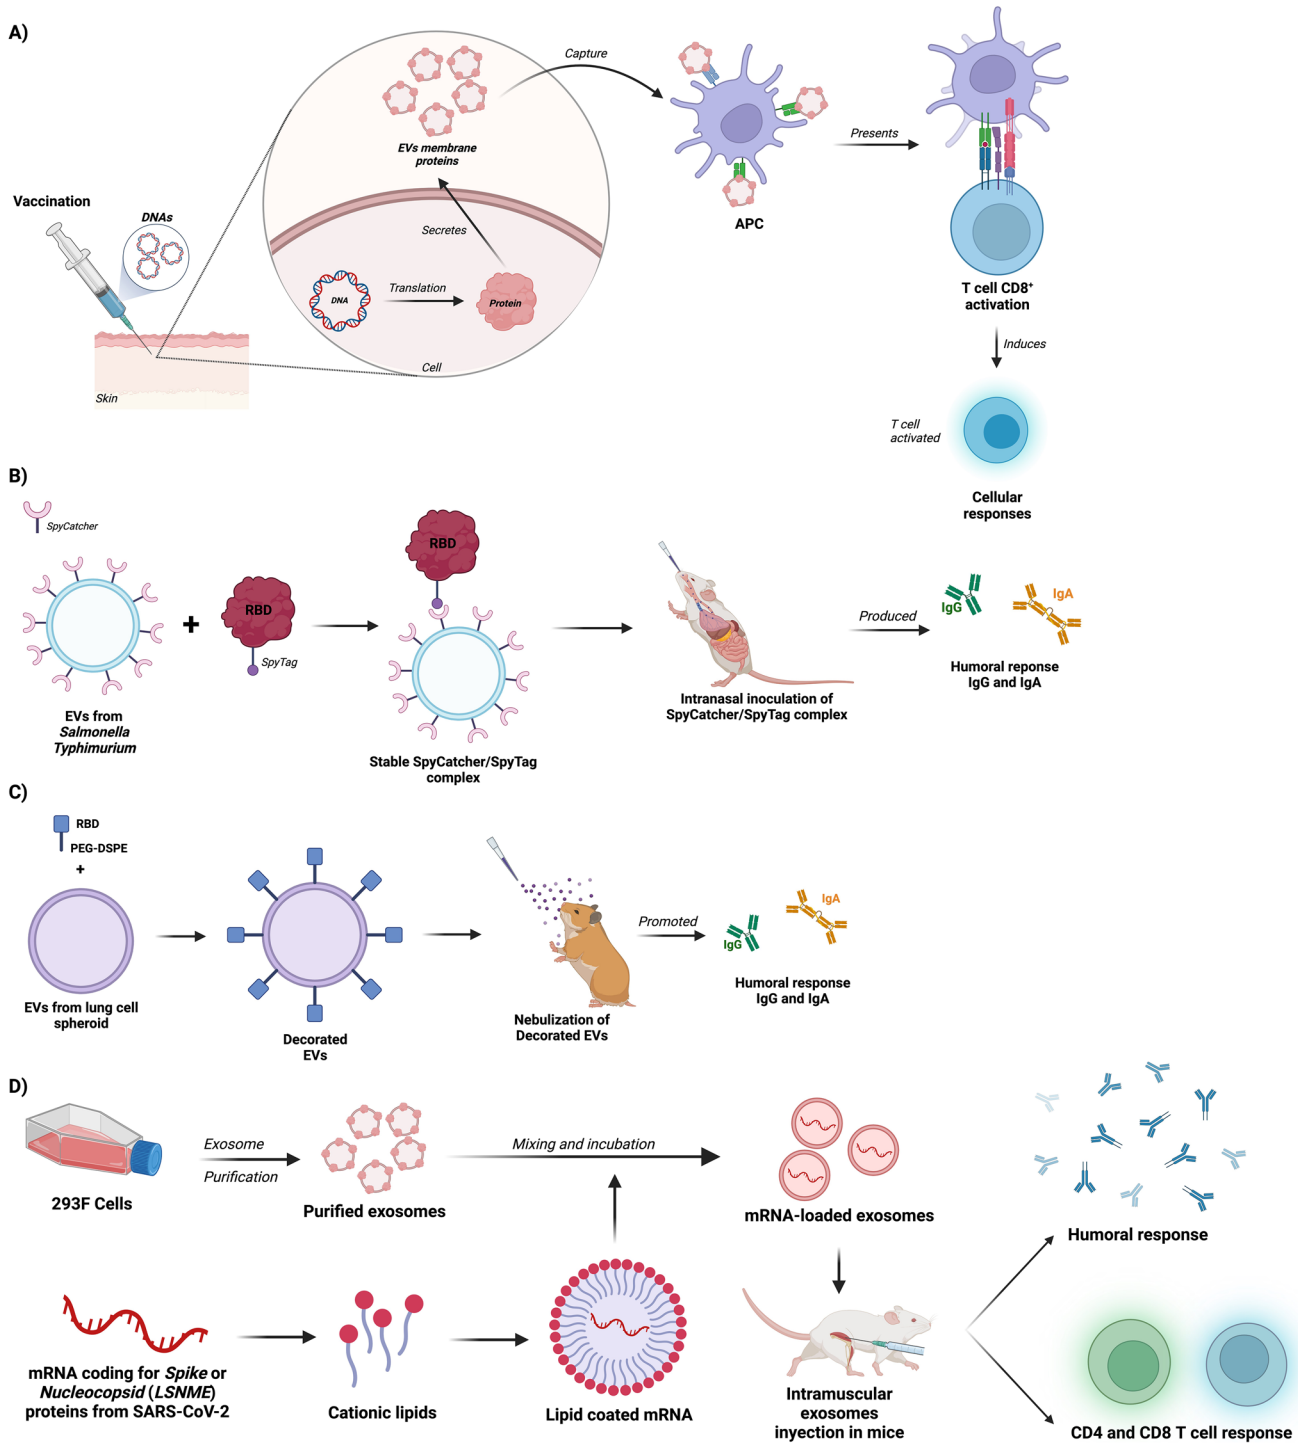 A)
Vaccination
DNAs
Skin
EVs membrane
proteins
Secretes
DNA
Translation
Protein
Cell
Capture
APC
Presents
T cell CD8⁺
activation
Induces
T cell
activated
Cellular
responses
B)
SpyCatcher
EVs from
Salmonella
Typhimurium
+
RBD
SpyTag
RBD
Stable SpyCatcher/SpyTag
complex
Intranasal inoculation of
SpyCatcher/SpyTag complex
Produced
IgG
IgA
Humoral reponse
IgG and IgA
C)
RBD
PEG-DSPE
+
EVs from lung cell
spheroid
Decorated
EVs
Nebulization of
Decorated EVs
Promoted
IgG
IgA
Humoral response
IgG and IgA
D)
293F Cells
Exosome
Purification
Purified exosomes
Mixing and incubation
mRNA-loaded exosomes
Humoral response
mRNA coding for Spike or
Nucleocopsid (LSNME)
proteins from SARS-CoV-2
Cationic lipids
Lipid coated mRNA
Intramuscular
exosomes
injection in mice
CD4 and CD8 T cell response